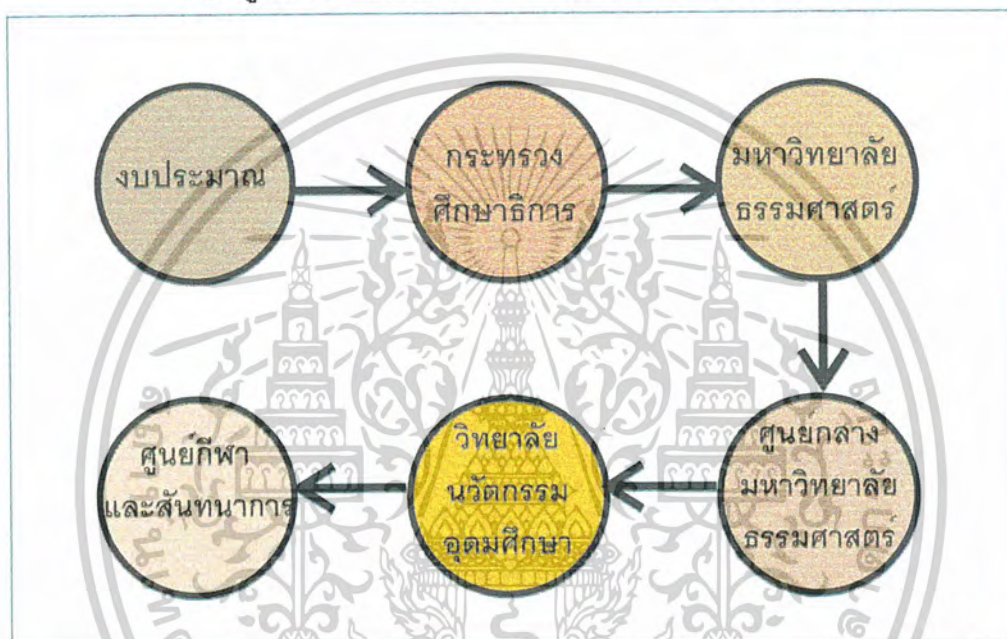 งบประมาณ
กระทรวง
ศึกษาธิการ
มหาวิทยาลัย
ธรรมศาสตร์
ศูนย์กลาง
มหาวิทยาลัย
ธรรมศาสตร์
วิทยาลัย
นวัตกรรม
อุดมศึกษา
ศูนย์กีฬา
และสันทนาการ